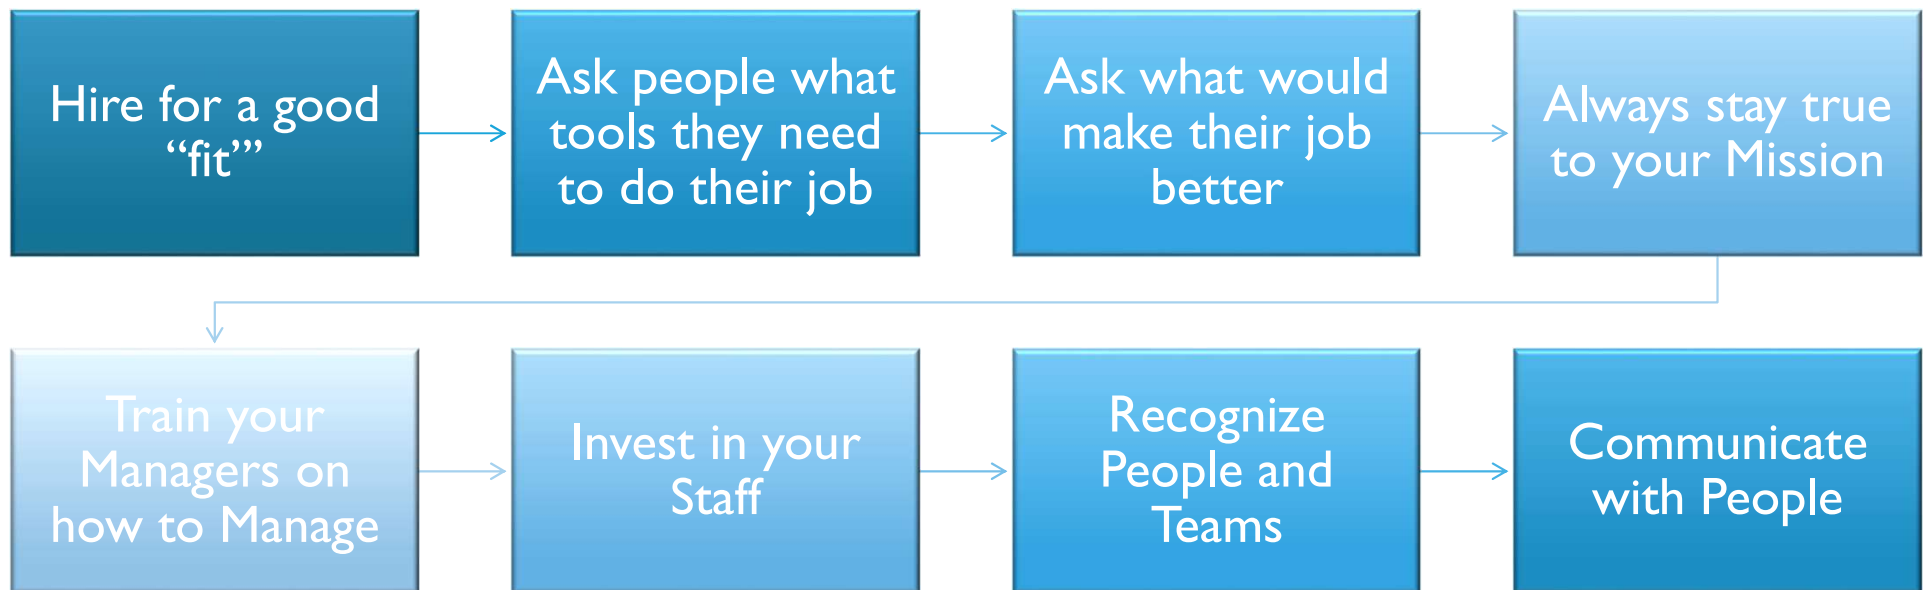 Hire for a good
“fit’”
Ask people what
tools they need
to do their job
Ask what would
make their job
better
Always stay true
to your Mission
Train your
Managers on
how to Manage
Invest in your
Staff
Recognize
People and
Teams
Communicate
with People